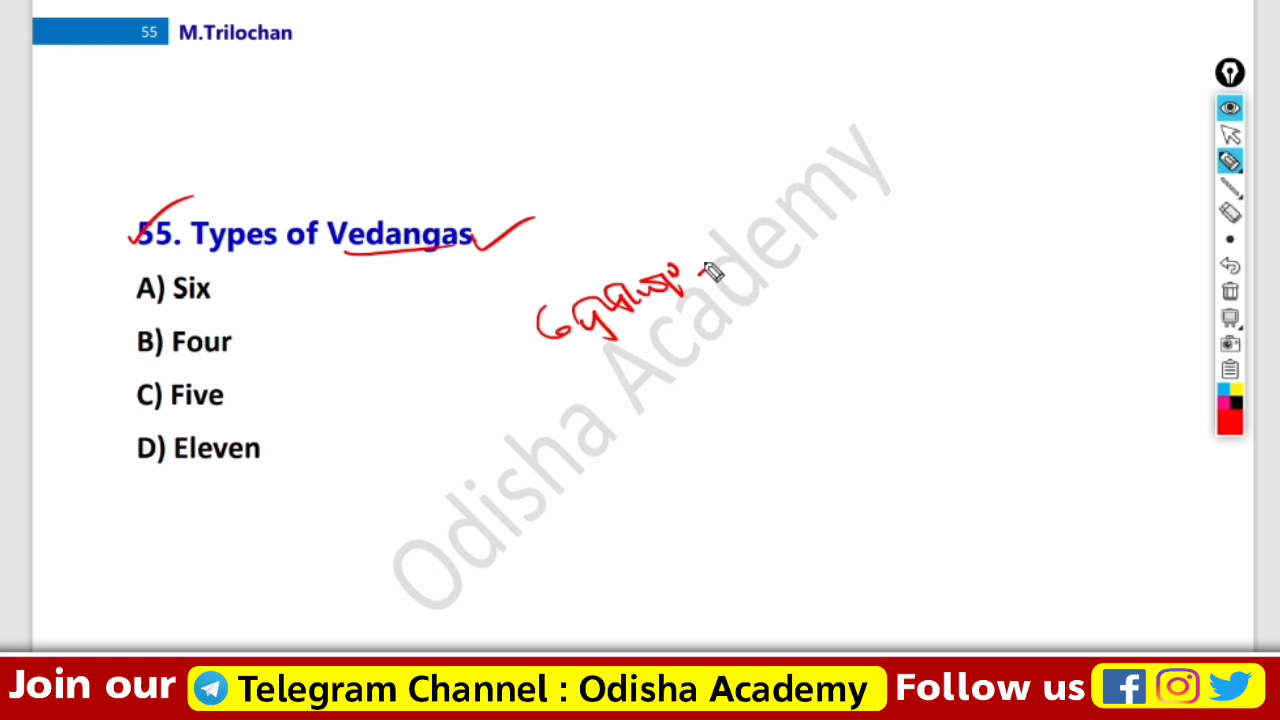 55 M.Trilochan
55. Types of Vedangas
A) Six
B) Four
C) Five
D) Eleven
Odisha Academy
Join our Telegram Channel : Odisha Academy Follow us